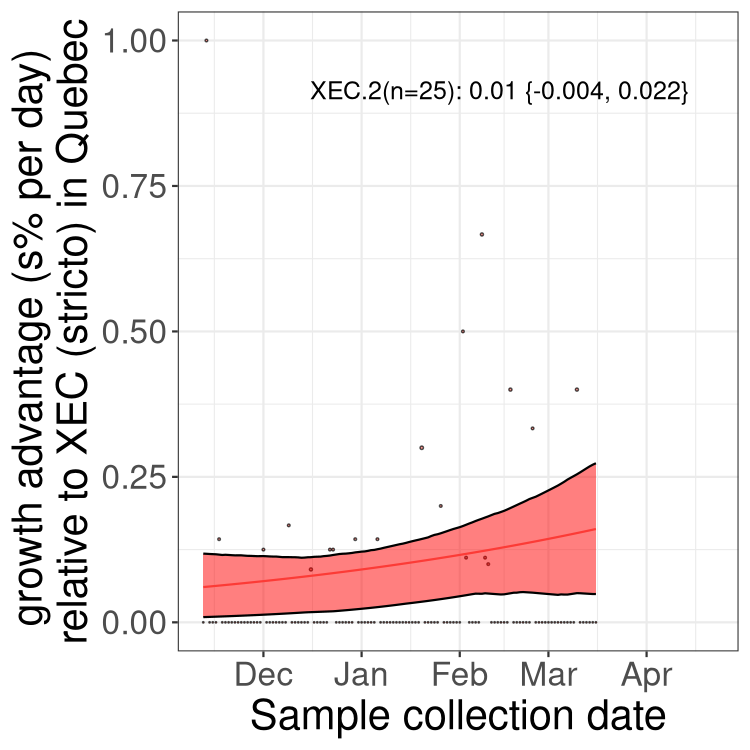 growth advantage (s% per day)
relative to XEC (stricto) in Quebec
1.00
0.75
0.50
0.25
0.00
XEC.2(n=25): 0.01 {-0.004, 0.022}
Dec Jan Feb Mar Apr
Sample collection date